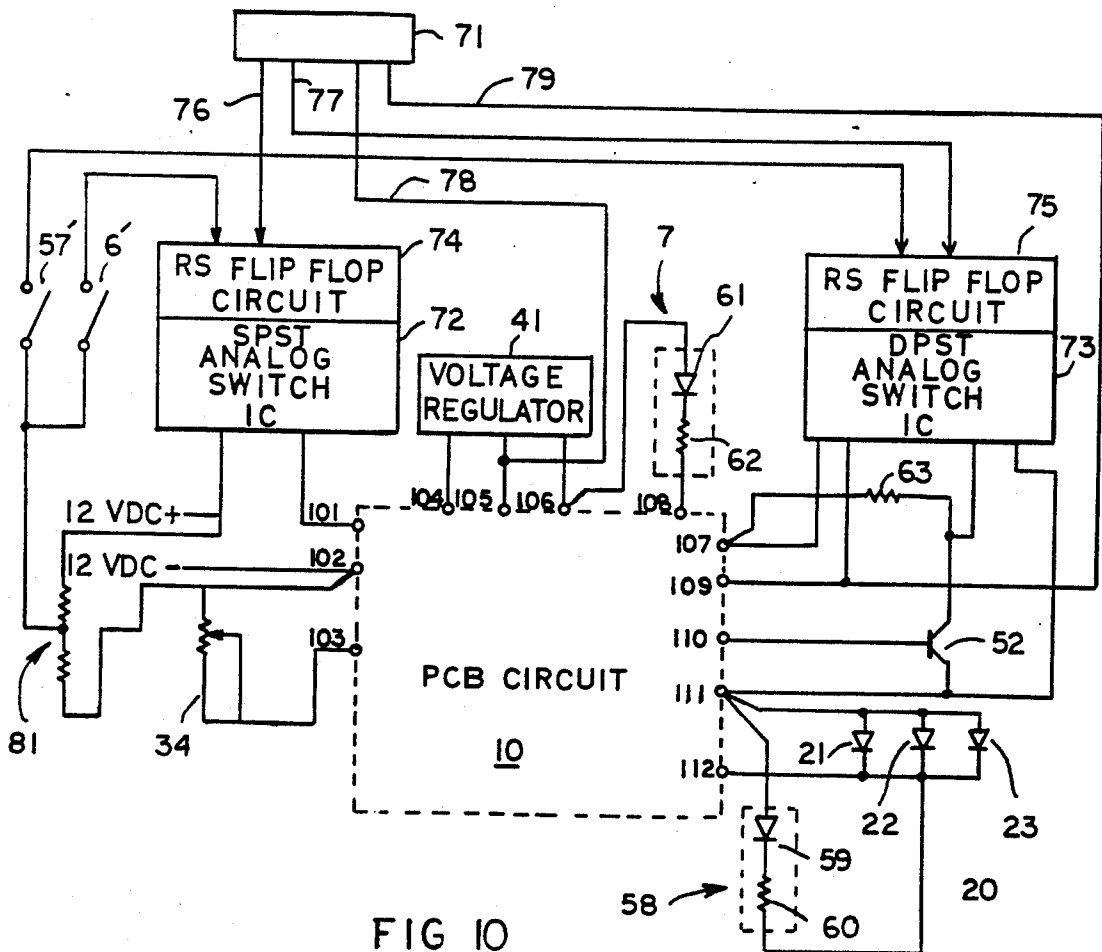 71
79
76
77
78
57'
6'
74
75
RS FLIP FLOP
CIRCUIT
72
SPST
ANALOG
SWITCH
IC
41
VOLTAGE
REGULATOR
7
61
62
RS FLIP FLOP
CIRCUIT
73
DPST
ANALOG
SWITCH
IC
63
104
105
106
108
12 VDC+
101
107
12 VDC -
102
109
103
110
52
PCB CIRCUIT
111
81
34
10
112
21
22
23
59
58
60
20
FIG 10